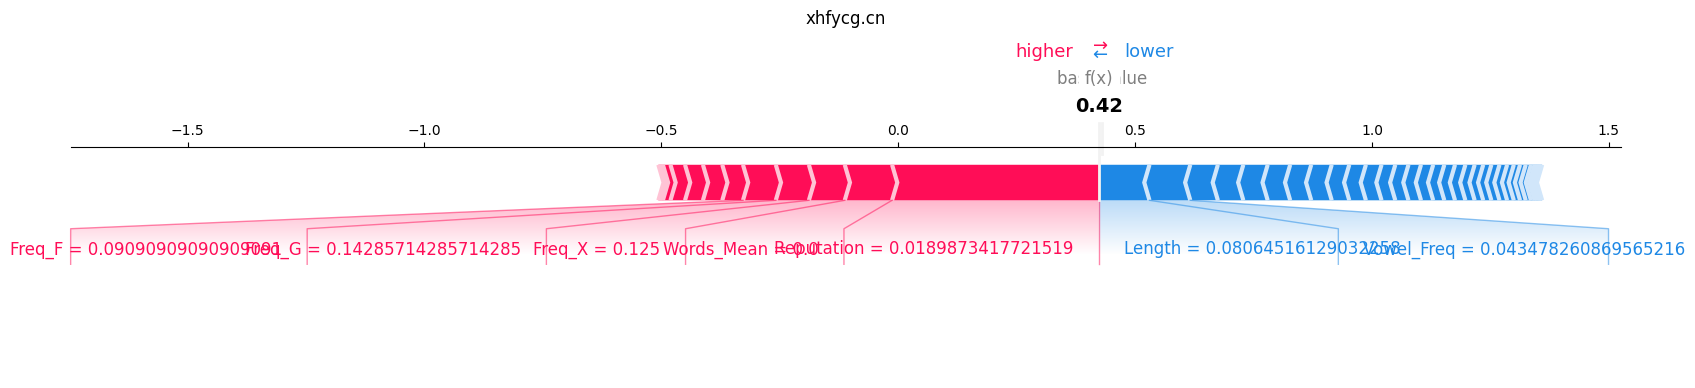 xhfycg.cn
higher → ← lower
f(x)
0.42
−1.5 −1.0 −0.5 0.0 0.5 1.0 1.5
Freq_F = 0.09090909090909091 Freq_G = 0.14285714285714285 Freq_X = 0.125 Words_Mean = 0.0 Reputation = 0.0189873417721519 Length = 0.08064516129032258 Vowel_Freq = 0.043478260869565216